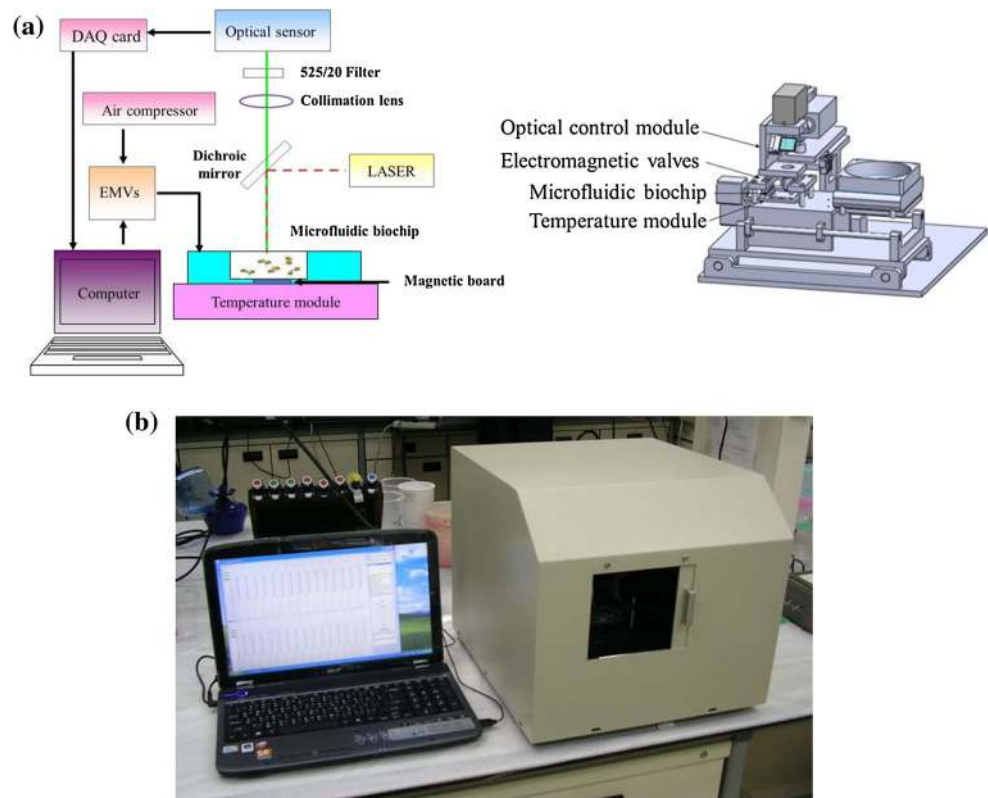 (a)
DAQ card
Optical sensor
525/20 Filter
Collimation lens
Air compressor
Dichroic
mirror
LASER
EMVs
Microfluidic biochip
Magnetic board
Computer
Temperature module
Optical control module
Electromagnetic valves
Microfluidic biochip
Temperature module
(b)